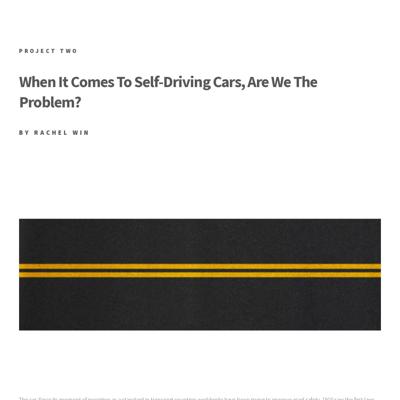 PROJECT TWO
When It Comes To Self-Driving Cars, Are We The
Problem?
BY RACHEL WIN